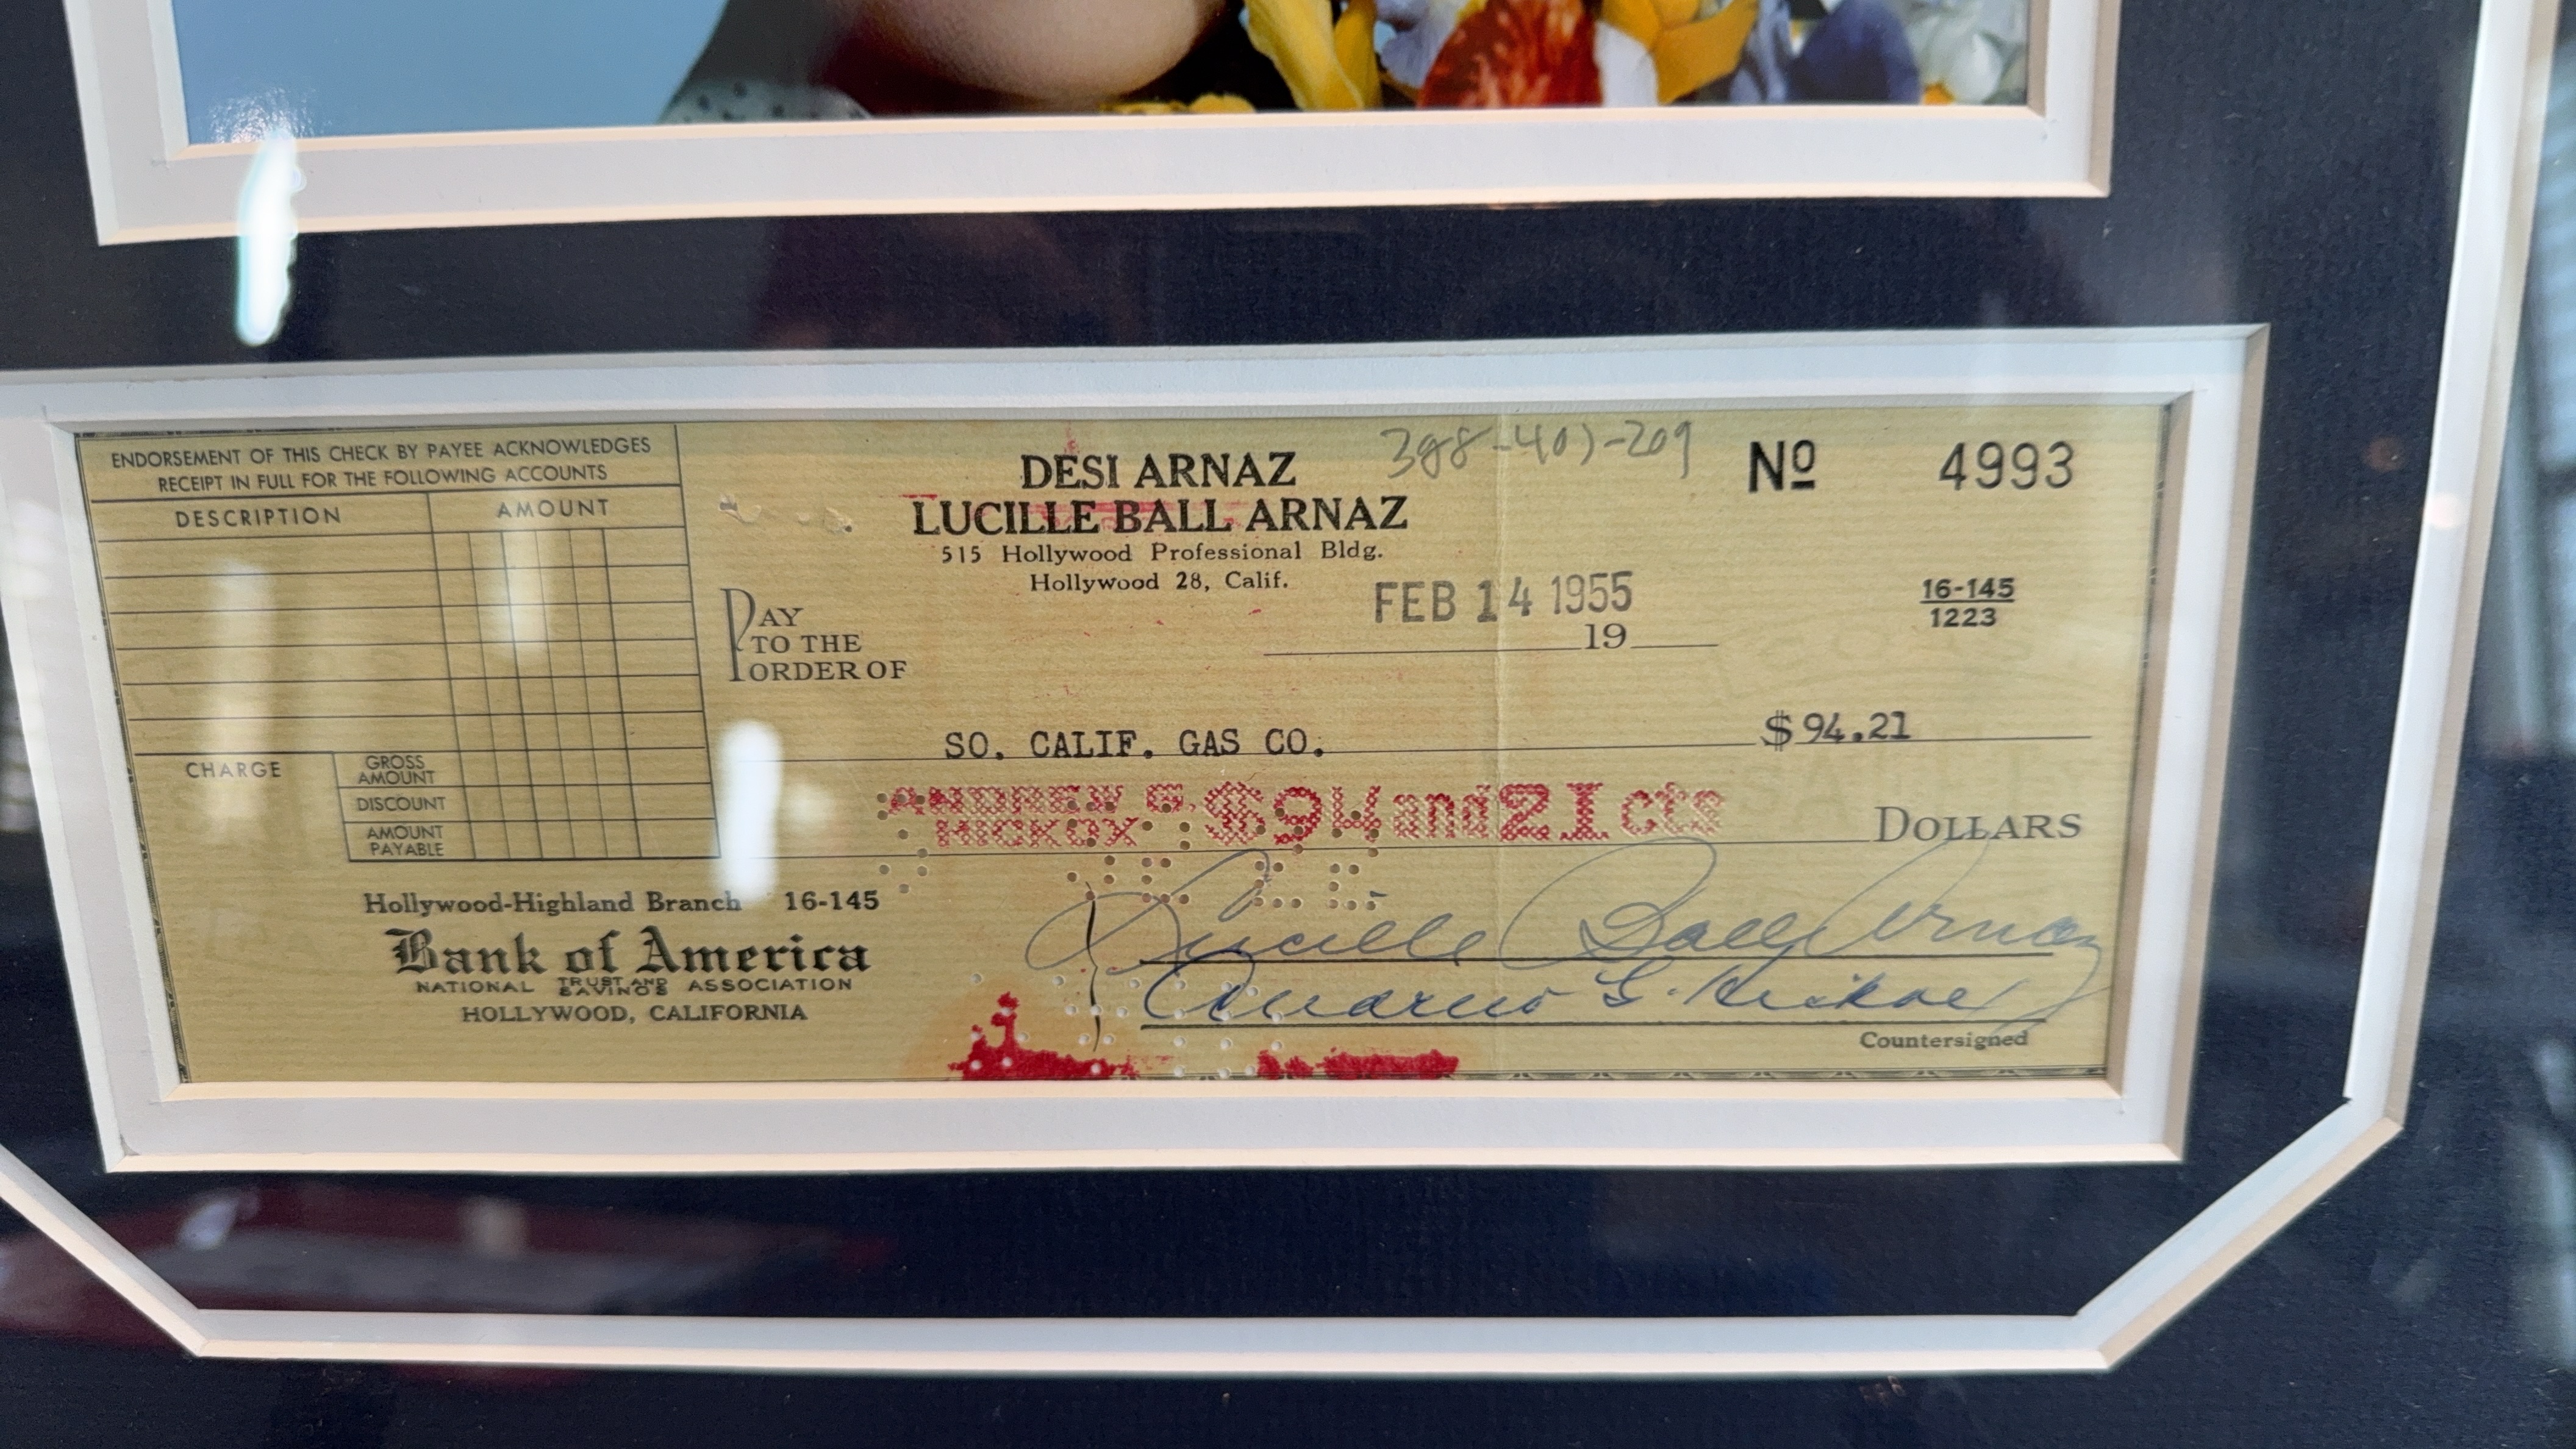 ENDORSEMENT OF THIS CHECK BY PAYEE ACKNOWLEDGES
RECEIPT IN FULL FOR THE FOLLOWING ACCOUNTS
DESCRIPTION AMOUNT
CHARGE
GROSS AMOUNT
DISCOUNT
AMOUNT PAYABLE
DESI ARNAZ
LUCILLE BALL ARNAZ
515 Hollywood Professional Bldg.
Hollywood 28, Calif.
No 4993
FEB 14 1955
19
16-145
1223
PAY
TO THE
ORDER OF
SO. CALIF. GAS CO. $94.21
ANDREW G. HICKOX $94 and 21 cts DOLLARS
Hollywood-Highland Branch 16-145
Bank of America
NATIONAL TRUST AND SAVINGS ASSOCIATION
HOLLYWOOD, CALIFORNIA
Lucille Ball Arnaz
Countersigned